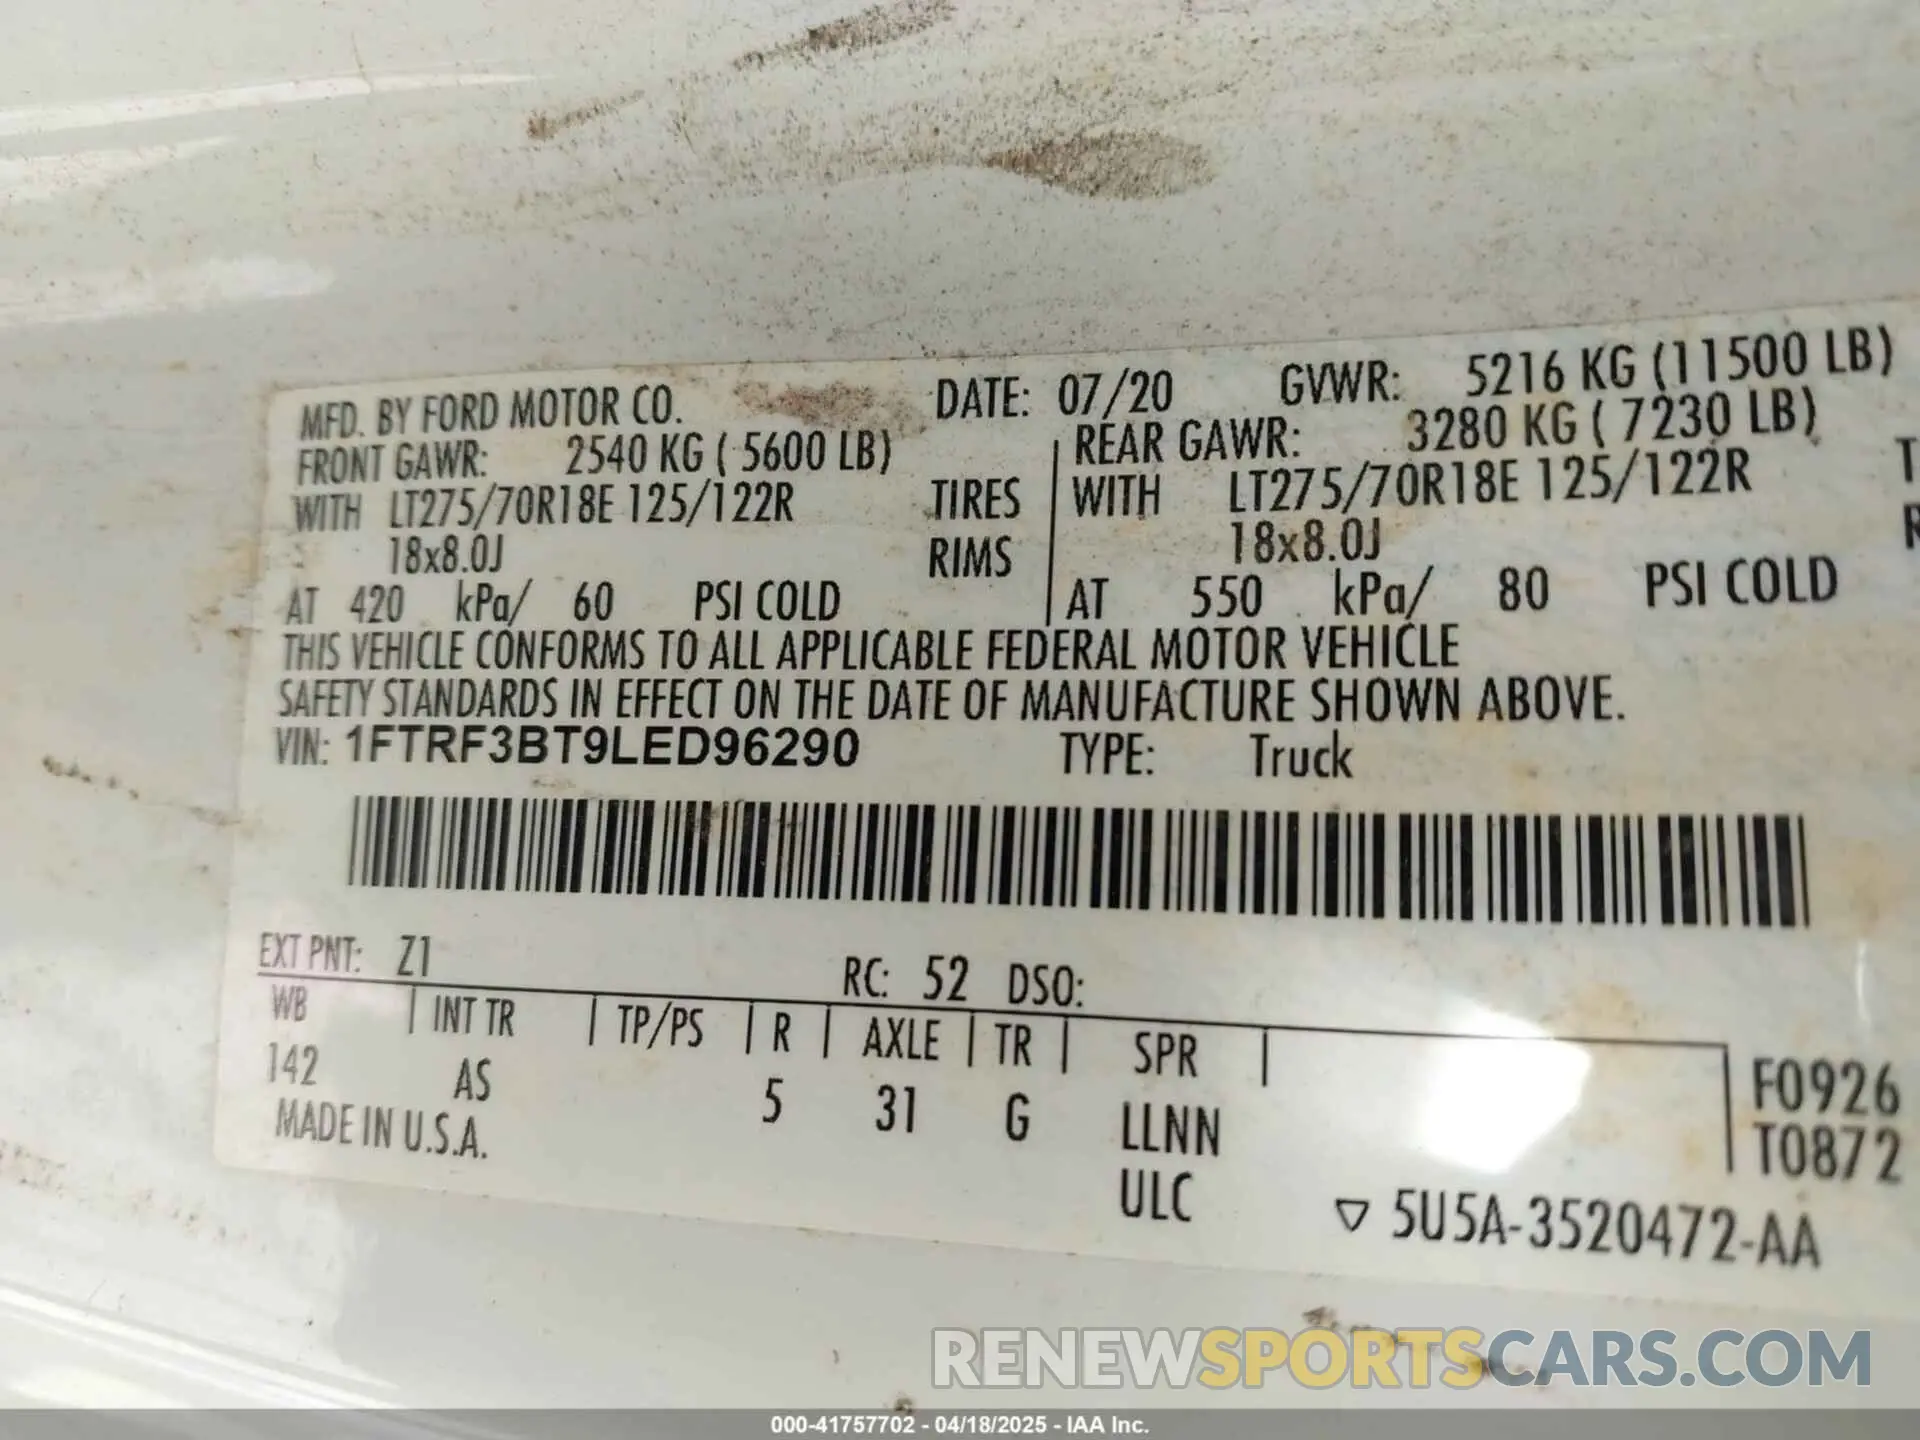 MFD. BY FORD MOTOR CO. DATE: 07/20 GVWR: 5216 KG (11500 LB)
FRONT GAWR: 2540 KG ( 5600 LB) REAR GAWR: 3280 KG ( 7230 LB)
WITH LT275/70R18E 125/122R TIRES WITH LT275/70R18E 125/122R
18x8.0J RIMS 18x8.0J
AT 420 kPa/ 60 PSI COLD AT 550 kPa/ 80 PSI COLD
THIS VEHICLE CONFORMS TO ALL APPLICABLE FEDERAL MOTOR VEHICLE
SAFETY STANDARDS IN EFFECT ON THE DATE OF MANUFACTURE SHOWN ABOVE.
VIN: 1FTRF3BT9LED96290 TYPE: Truck
EXT PNT: Z1 RC: 52 DSO:
WB | INT TR | TP/PS | R | AXLE | TR | SPR |
142 AS 5 31 G LLNN F0926
MADE IN U.S.A. ULC T0872
▽ 5U5A-3520472-AA
RENEWSPORTSCARS.COM
000-41757702 - 04/18/2025 - IAA Inc.